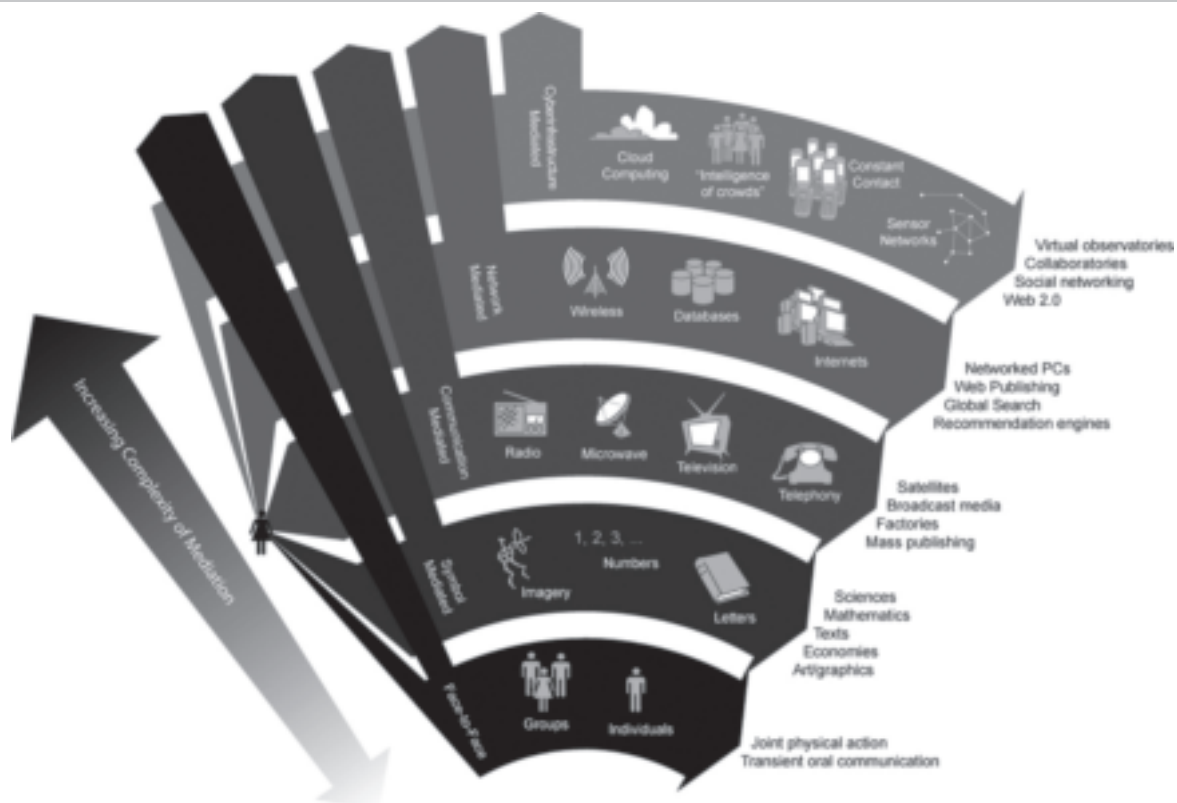 Cyberinfrastructure
Mediated
Cloud
Computing
"Intelligence
of crowds"
Constant
Contact
Sensor
Networks
Virtual observatories
Collaboratories
Social networking
Web 2.0
Network
Mediated
Wireless
Databases
Internets
Networked PCs
Web Publishing
Global Search
Recommendation engines
Communication
Mediated
Radio
Microwave
Television
Telephony
Satellites
Broadcast media
Factories
Mass publishing
Symbol
Mediated
Imagery
1, 2, 3, ...
Numbers
Letters
Sciences
Mathematics
Texts
Economies
Art/graphics
Face-to-Face
Groups
Individuals
Joint physical action
Transient oral communication
Increasing Complexity of Mediation